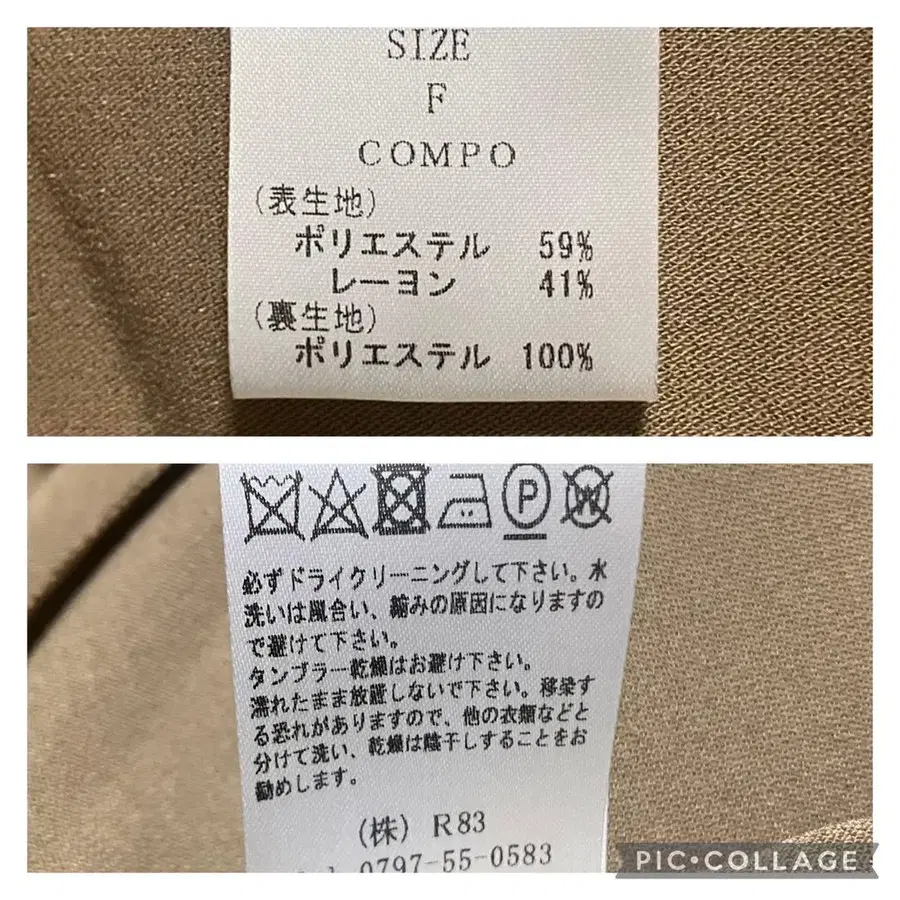 SIZE
F
COMPO
(表生地)
ポリエステル 59%
レーヨン 41%
(裏生地)
ポリエステル 100%
P
W
必ずドライクリーニングして下さい。水
洗いは風合い、縮みの原因になりますの
で避けて下さい。
タンブラー乾燥はお避け下さい。
濡れたまま放置しないで下さい。移染す
る恐れがありますので、他の衣類などと
分けて洗い、乾燥は陰干しすることをお
勧めします。
(株) R83
0797-55-0583
PIC•COLLAGE